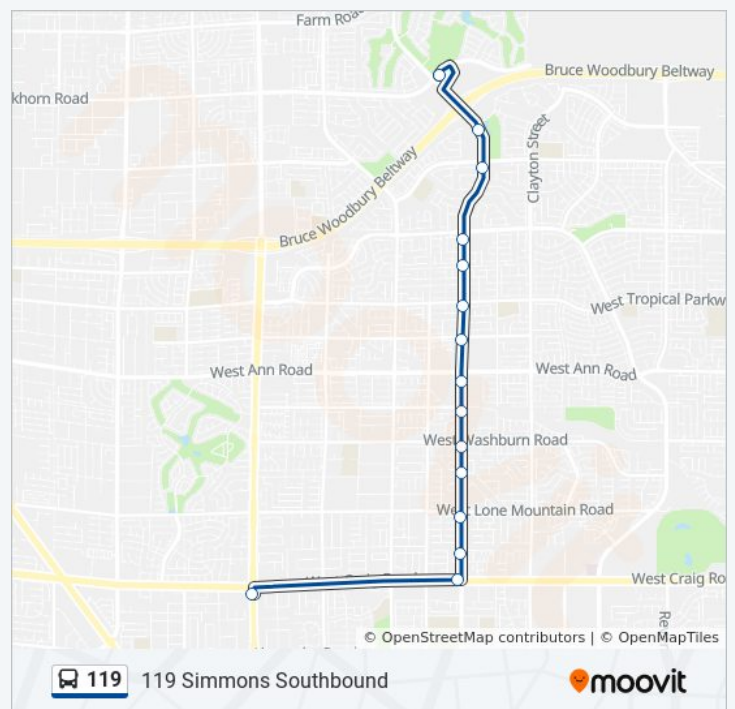 Farm Road
Bruce Woodbury Beltway
khorn Road
Clayton Street
Bruce Woodbury Beltway
West Tropical Parkw
West Ann Road
West Ann Road
West Washburn Road
West Lone Mountain Road
West Craig Ro
© OpenStreetMap contributors | © OpenMapTiles
119 119 Simmons Southbound
moovit